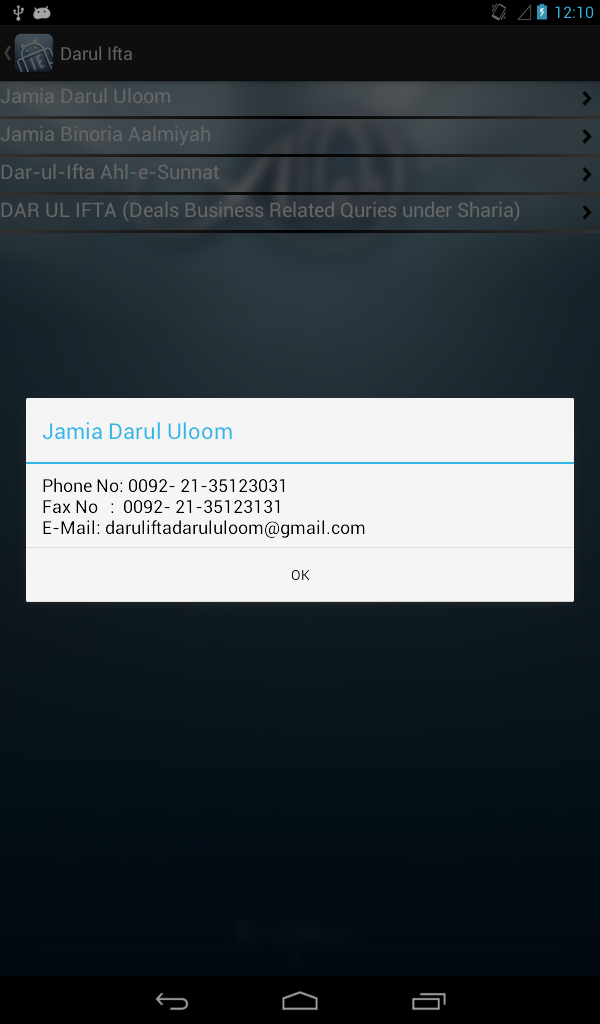 12:10
Darul Ifta
Jamia Darul Uloom
Jamia Binoria Aalmiyah
Dar-ul-Ifta Ahl-e-Sunnat
DAR UL IFTA (Deals Business Related Quries under Sharia)
Jamia Darul Uloom
Phone No: 0092- 21-35123031
Fax No  :  0092- 21-35123131
E-Mail: daruliftadarululoom@gmail.com
OK